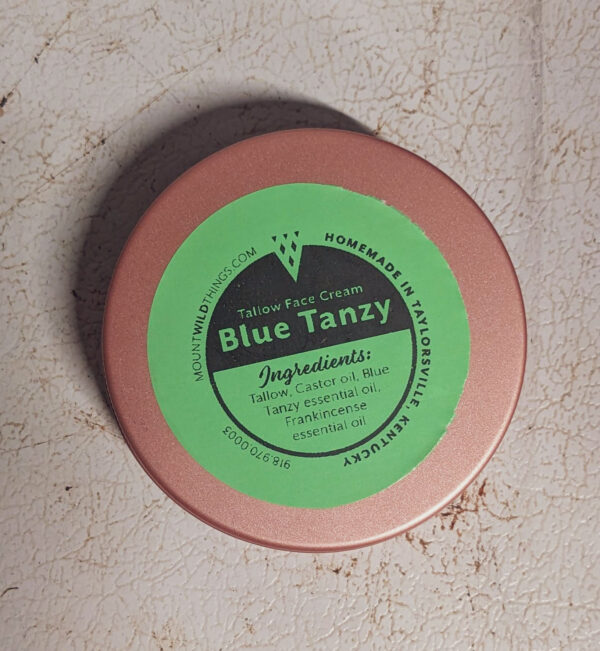 MOUNTWILDTHINGS.COM
HOMEMADE IN TAYLORSVILLE, KENTUCKY
Tallow Face Cream
Blue Tanzy
Ingredients:
Tallow, Castor oil, Blue
Tanzy essential oil,
Frankincense
essential oil
918.970.0003